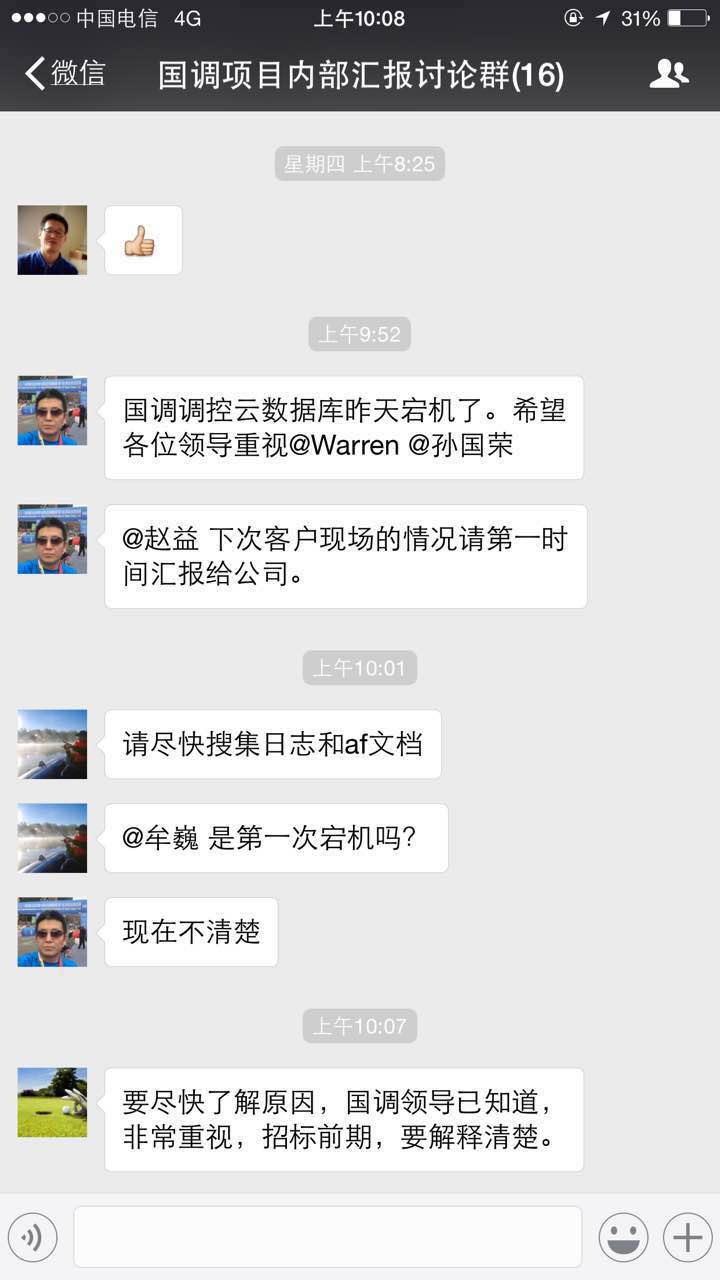 中国电信 4G 上午10:08 31%
微信 国调项目内部汇报讨论群(16)
星期四 上午8:25
上午9:52
国调调控云数据库昨天宕机了。希望
各位领导重视@Warren @孙国荣
@赵益 下次客户现场的情况请第一时
间汇报给公司。
上午10:01
请尽快搜集日志和af文档
@牟巍 是第一次宕机吗?
现在不清楚
上午10:07
要尽快了解原因，国调领导已知道，
非常重视，招标前期，要解释清楚。